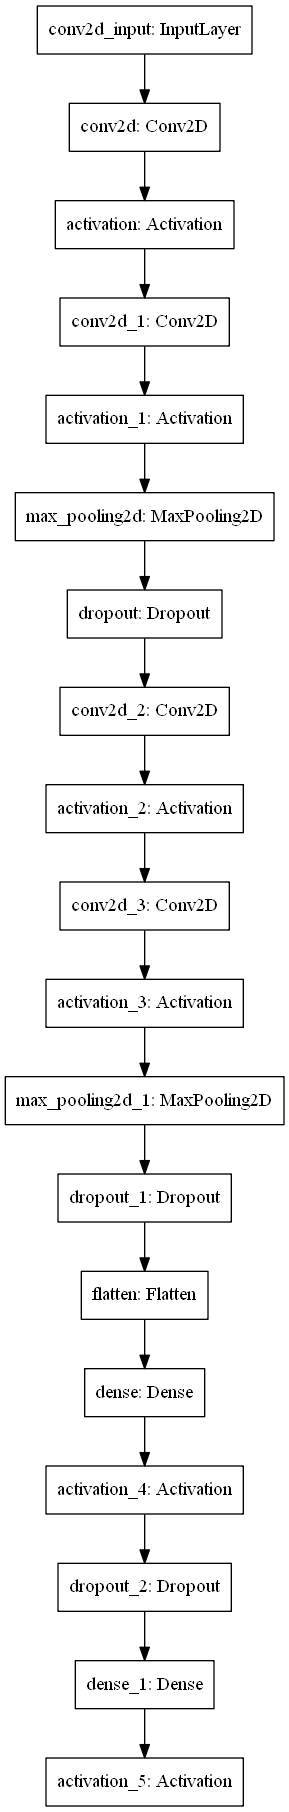 conv2d_input: InputLayer
conv2d: Conv2D
activation: Activation
conv2d_1: Conv2D
activation_1: Activation
max_pooling2d: MaxPooling2D
dropout: Dropout
conv2d_2: Conv2D
activation_2: Activation
conv2d_3: Conv2D
activation_3: Activation
max_pooling2d_1: MaxPooling2D
dropout_1: Dropout
flatten: Flatten
dense: Dense
activation_4: Activation
dropout_2: Dropout
dense_1: Dense
activation_5: Activation